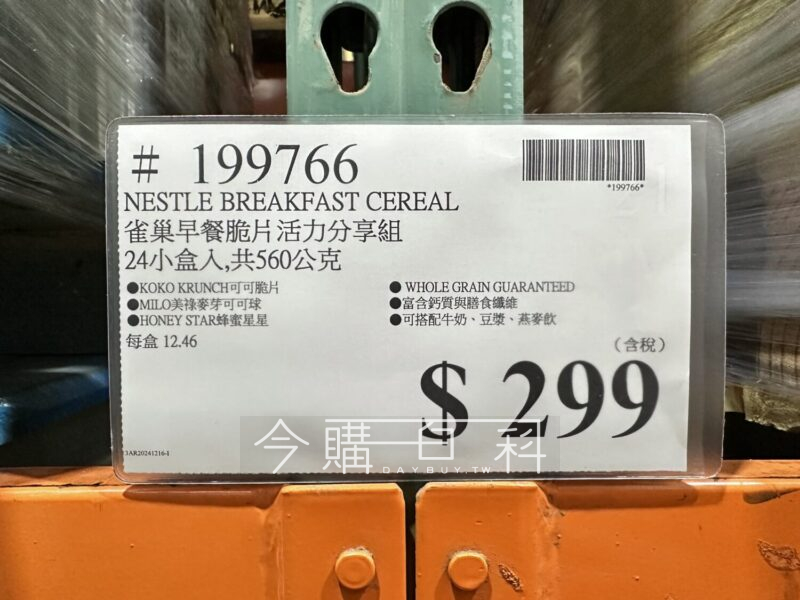 # 199766
*199766*
NESTLE BREAKFAST CEREAL
雀巢早餐脆片活力分享組
24小盒入,共560公克
●KOKO KRUNCH可可脆片
●MILO美祿麥芽可可球
●HONEY STAR蜂蜜星星
● WHOLE GRAIN GUARANTEED
●富含鈣質與膳食纖維
●可搭配牛奶、豆漿、燕麥飲
每盒 12.46
(含稅)
$ 299
今購百科
DAYBUY.TW
13AR20241216-1